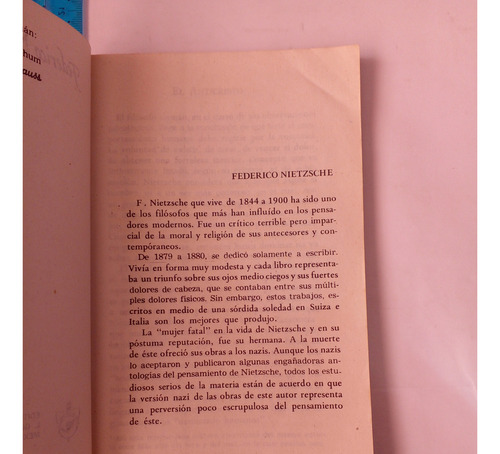 án:
hum
auss
FEDERICO NIETZSCHE
F. Nietzsche que vive de 1844 a 1900 ha sido uno
de los filósofos que más han influído en los pensa-
dores modernos. Fue un crítico terrible pero impar-
cial de la moral y religión de sus antecesores y con-
temporáneos.
De 1879 a 1880, se dedicó solamente a escribir.
Vivía en forma muy modesta y cada libro representa-
ba un triunfo sobre sus ojos medio ciegos y sus fuertes
dolores de cabeza, que se contaban entre sus múlti-
ples dolores físicos. Sin embargo, estos trabajos, es-
critos en medio de una sórdida soledad en Suiza e
Italia son los mejores que produjo.
La "mujer fatal" en la vida de Nietzsche y en su
póstuma reputación, fue su hermana. A la muerte
de éste ofreció sus obras a los nazis. Aunque los nazis
lo aceptaron y publicaron algunas engañadoras an-
tologías del pensamiento de Nietzsche, todos los estu-
diosos serios de la materia están de acuerdo en que
la versión nazi de las obras de este autor representa
una perversión poco escrupulosa del pensamiento
de éste.